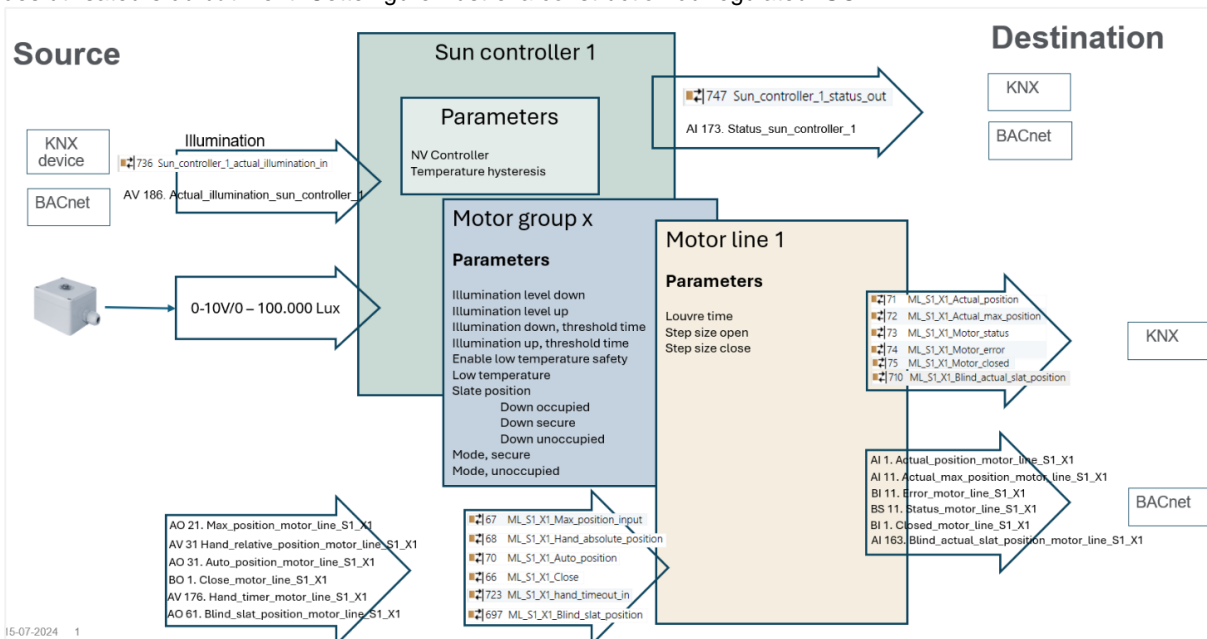 Source
Destination
Sun controller 1
Parameters
NV Controller
Temperature hysteresis
KNX
device
BACnet
Illumination
736 Sun_controller_1_actual_illumination_in
AV 186. Actual_illumination_sun_controller_1
0-10V/0 – 100.000 Lux
747 Sun_controller_1_status_out
AI 173. Status_sun_controller_1
KNX
BACnet
Motor group x
Parameters
Illumination level down
Illumination level up
Illumination down, threshold time
Illumination up, threshold time
Enable low temperature safety
Low temperature
Slate position
Down occupied
Down secure
Down unoccupied
Mode, secure
Mode, unoccupied
Motor line 1
Parameters
Louvre time
Step size open
Step size close
71 ML_S1_X1_Actual_position
72 ML_S1_X1_Actual_max_position
73 ML_S1_X1_Motor_status
74 ML_S1_X1_Motor_error
75 ML_S1_X1_Motor_closed
710 ML_S1_X1_Blind_actual_slat_position
KNX
AI 1. Actual_position_motor_line_S1_X1
AI 11. Actual_max_position_motor_line_S1_X1
BI 11. Error_motor_line_S1_X1
BS 11. Status_motor_line_S1_X1
BI 1. Closed_motor_line_S1_X1
AI 163. Blind_actual_slat_position_motor_line_S1_X1
BACnet
AO 21. Max_position_motor_line_S1_X1
AV 31 Hand_relative_position_motor_line_S1_X1
AO 31. Auto_position_motor_line_S1_X1
BO 1. Close_motor_line_S1_X1
AV 176. Hand_timer_motor_line_S1_X1
AO 61. Blind_slat_position_motor_line_S1_X1
67 ML_S1_X1_Max_position_input
68 ML_S1_X1_Hand_absolute_position
70 ML_S1_X1_Auto_position
66 ML_S1_X1_Close
723 ML_S1_X1_hand_timeout_in
697 ML_S1_X1_Blind_slat_position
15-07-2024 1